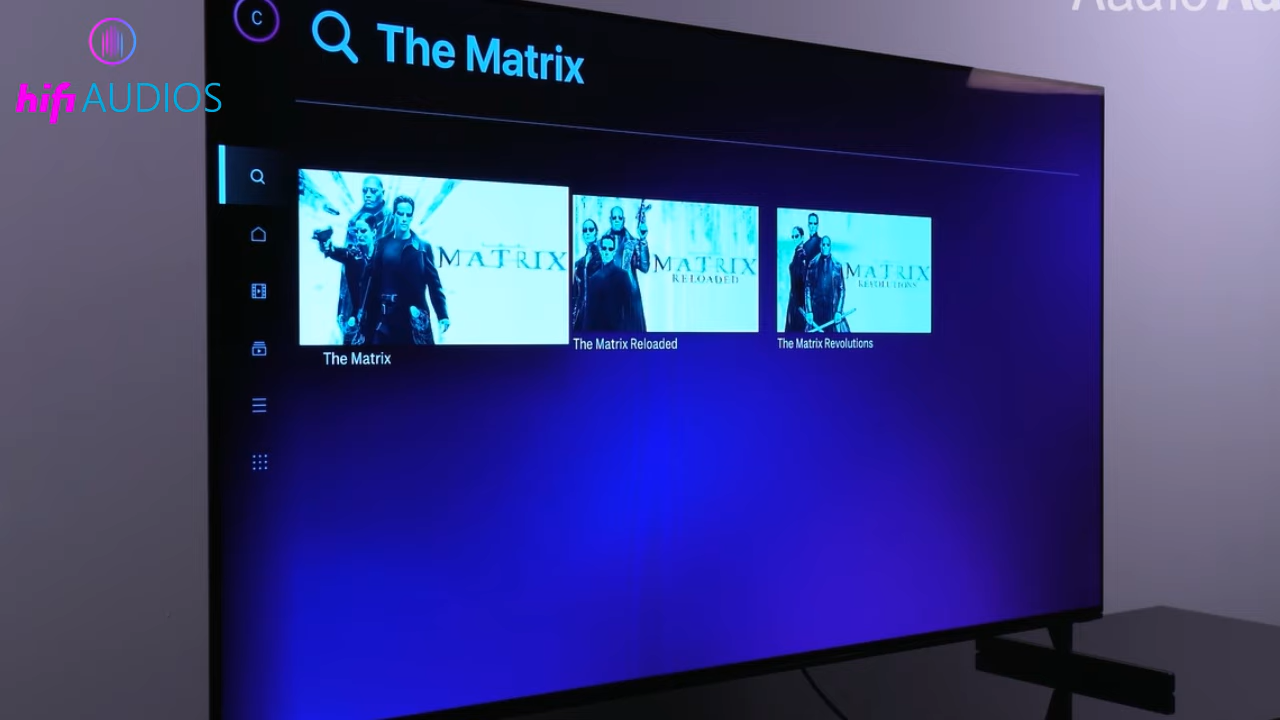 C
The Matrix
hifi AUDIOS
MATRIX
The Matrix
MATRIX
RELOADED
The Matrix Reloaded
MATRIX
REVOLUTIONS
The Matrix Revolutions